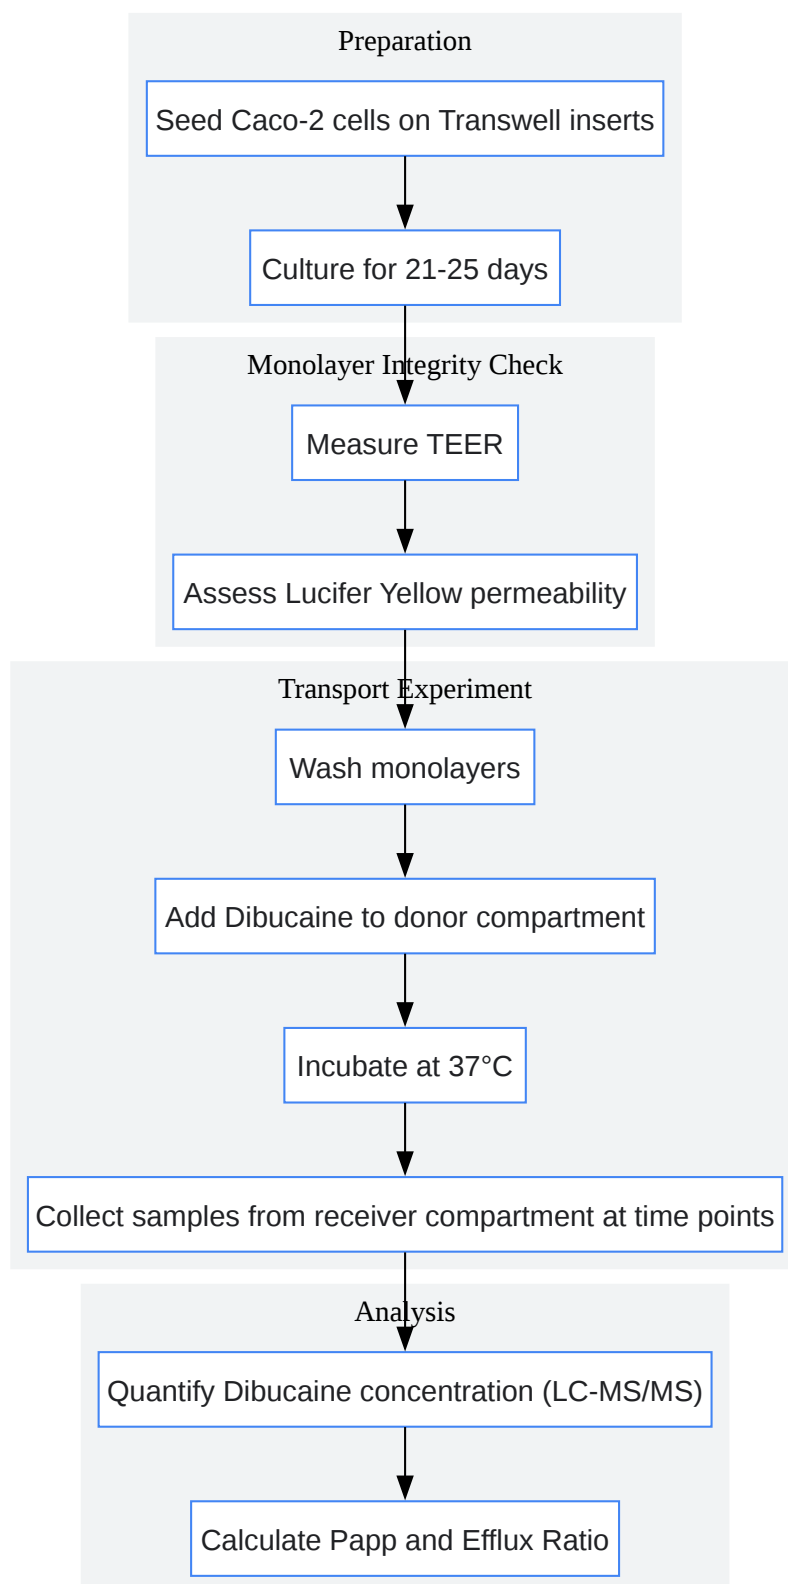 Preparation
Seed Caco-2 cells on Transwell inserts
Culture for 21-25 days
Monolayer Integrity Check
Measure TEER
Assess Lucifer Yellow permeability
Transport Experiment
Wash monolayers
Add Dibucaine to donor compartment
Incubate at 37°C
Collect samples from receiver compartment at time points
Analysis
Quantify Dibucaine concentration (LC-MS/MS)
Calculate Papp and Efflux Ratio